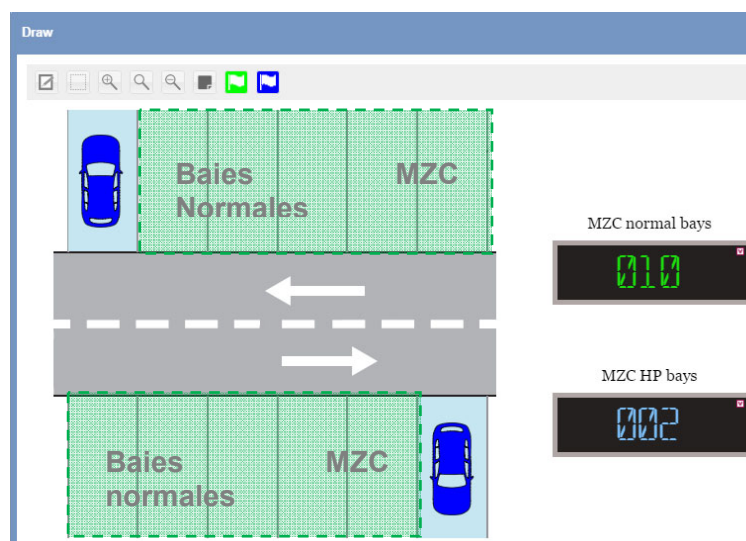 Draw
Baies MZC
Normales
MZC normal bays
010
MZC HP bays
002
Baies MZC
normales